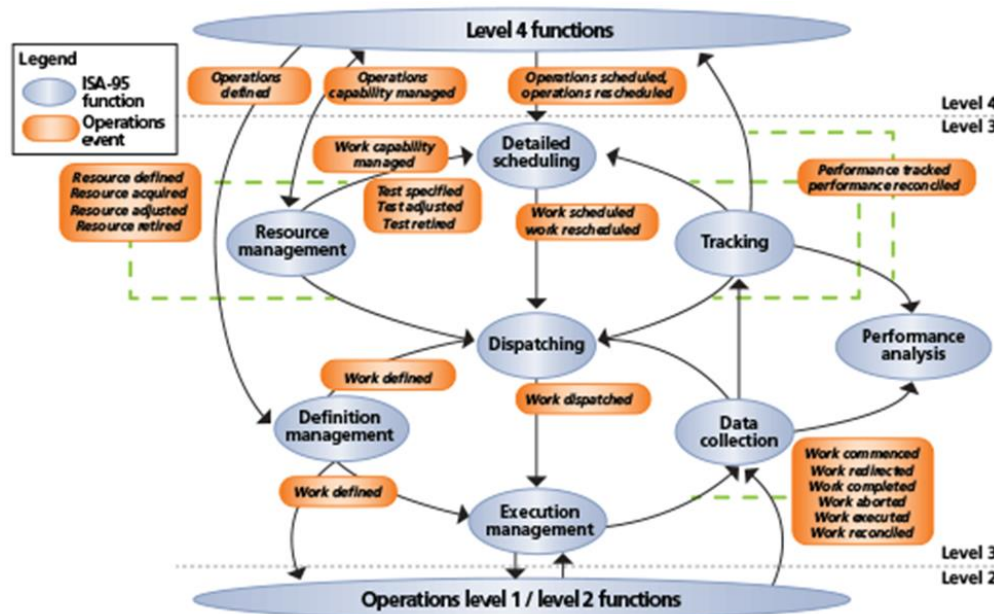 Level 4 functions
Legend
ISA-95
function
Operations
event
Operations
defined
Operations
capability managed
Operations scheduled,
operations rescheduled
Level 4
Level 3
Work capability
managed
Detailed
scheduling
Performance tracked
performance reconciled
Resource defined
Resource acquired
Resource adjusted
Resource retired
Test specified
Test adjusted
Test retired
Work scheduled
work rescheduled
Resource
management
Tracking
Dispatching
Performance
analysis
Work defined
Work dispatched
Definition
management
Data
collection
Work commenced
Work redirected
Work completed
Work aborted
Work executed
Work reconciled
Work defined
Execution
management
Level 3
Level 2
Operations level 1 / level 2 functions